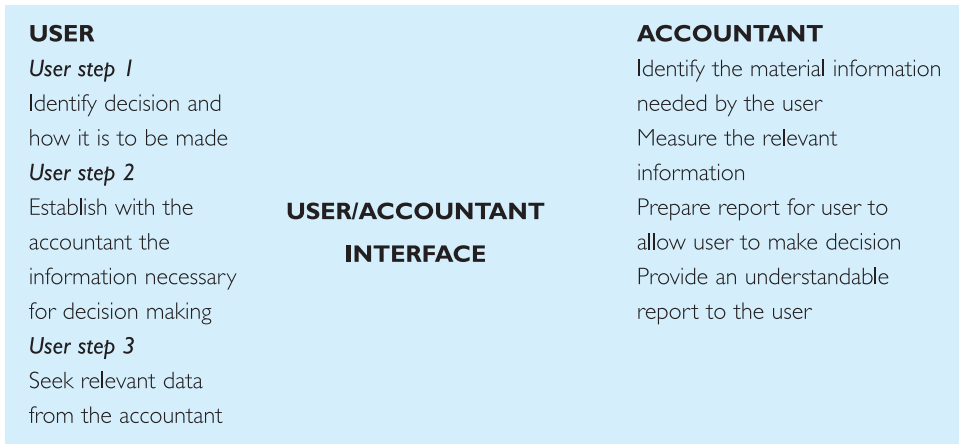 USER
User step 1
Identify decision and
how it is to be made
User step 2
Establish with the
accountant the
information necessary
for decision making
User step 3
Seek relevant data
from the accountant
USER/ACCOUNTANT
INTERFACE
ACCOUNTANT
Identify the material information
needed by the user
Measure the relevant
information
Prepare report for user to
allow user to make decision
Provide an understandable
report to the user